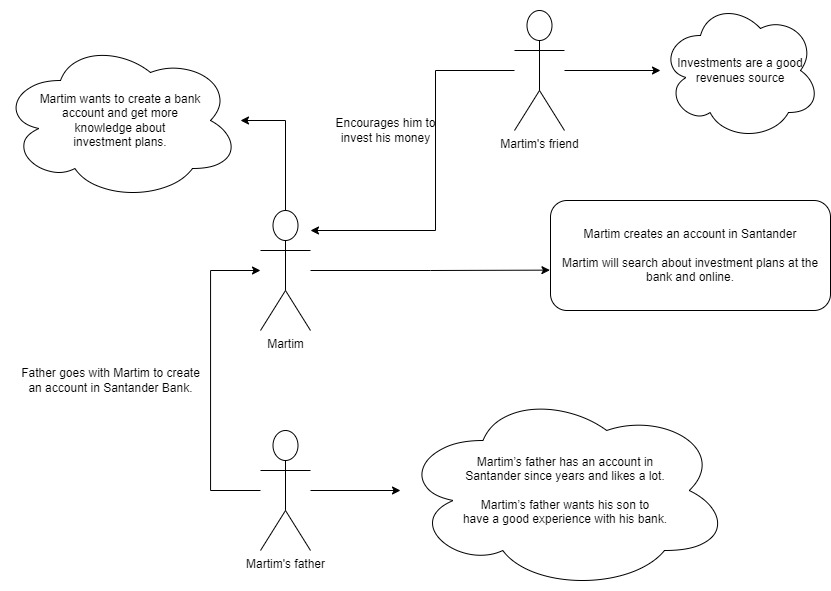 Investments are a good
revenues source
Martim wants to create a bank
account and get more
knowledge about
investment plans.
Encourages him to
invest his money
Martim's friend
Martim creates an account in Santander
Martim will search about investment plans at the
bank and online.
Martim
Father goes with Martim to create
an account in Santander Bank.
Martim's father has an account in
Santander since years and likes a lot.
Martim's father wants his son to
have a good experience with his bank.
Martim's father